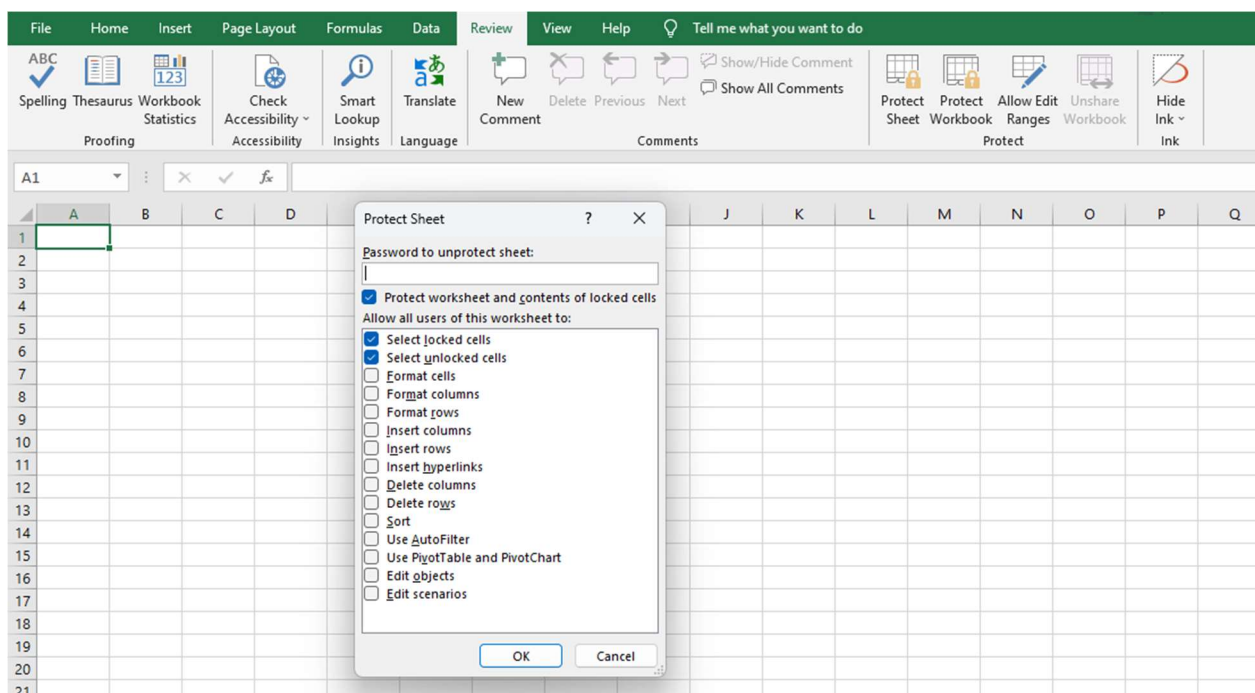 File Home Insert Page Layout Formulas Data Review View Help Tell me what you want to do
ABC
123
Spelling Thesaurus Workbook Statistics
Check Accessibility
Smart Lookup
Translate
New Comment
Delete Previous Next
Show/Hide Comment
Show All Comments
Protect Sheet
Protect Workbook
Allow Edit Ranges
Unshare Workbook
Hide Ink
Proofing Accessibility Insights Language Comments Protect Ink
A1 fx
A B C D J K L M N O P Q
1
2
3
4
5
6
7
8
9
10
11
12
13
14
15
16
17
18
19
20
21
Protect Sheet ?
Password to unprotect sheet:
Protect worksheet and contents of locked cells
Allow all users of this worksheet to:
Select locked cells
Select unlocked cells
Format cells
Format columns
Format rows
Insert columns
Insert rows
Insert hyperlinks
Delete columns
Delete rows
Sort
Use AutoFilter
Use PivotTable and PivotChart
Edit objects
Edit scenarios
OK Cancel